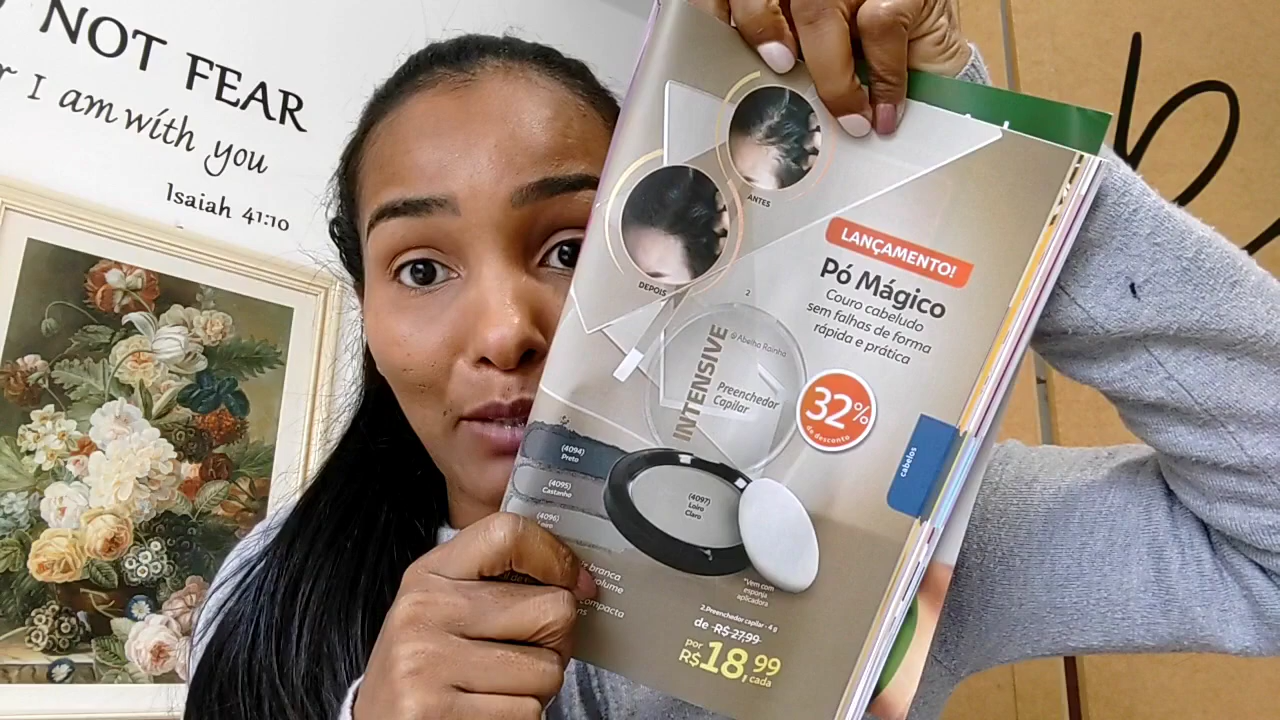 NOT FEAR
I am with you
Isaiah 41:10
ANTES
DEPOIS
LANÇAMENTO!
Pó Mágico
Couro cabeludo
sem falhas de forma
rápida e prática
2
INTENSIVE
@Abelha Rainha
Preenchedor
Capilar
32%
de desconto
cabelos
(4094)
Preto
(4095)
Castanho
(4096)
(4097)
Loiro
Claro
branca
volume
compacta
*Vem com
esponja
aplicadora
2.Preenchedor capilar - 4 g
de R$ 27,99
por
R$18,99
cada